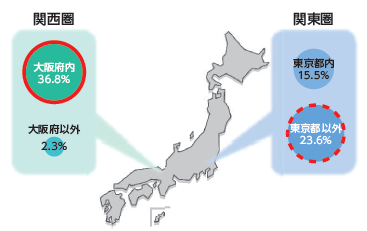 関西圏
大阪府内
36.8%
大阪府以外
2.3%
関東圏
東京都内
15.5%
東京都以外
23.6%